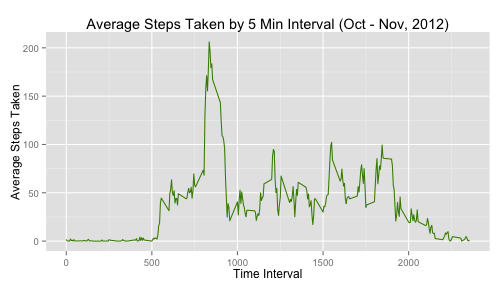 Average Steps Taken by 5 Min Interval (Oct - Nov, 2012)
Average Steps Taken
200
150
100
50
0
0 500 1000 1500 2000
Time Interval